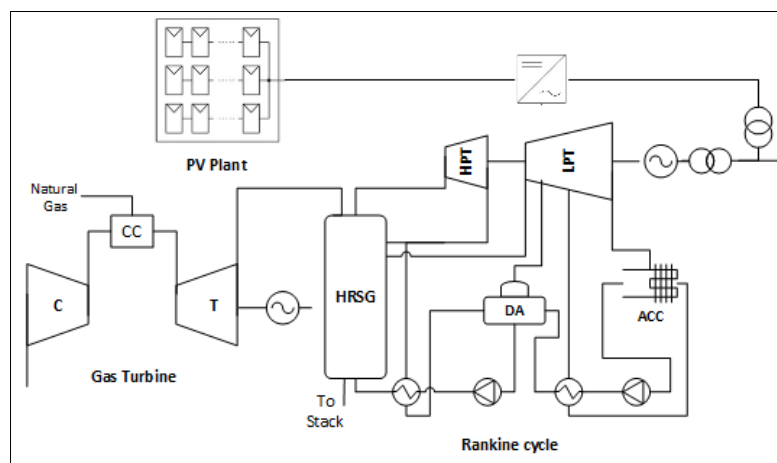 PV Plant
HPT
LPT
Natural
Gas
CC
C
T
HRSG
DA
ACC
Gas Turbine
To
Stack
Rankine cycle